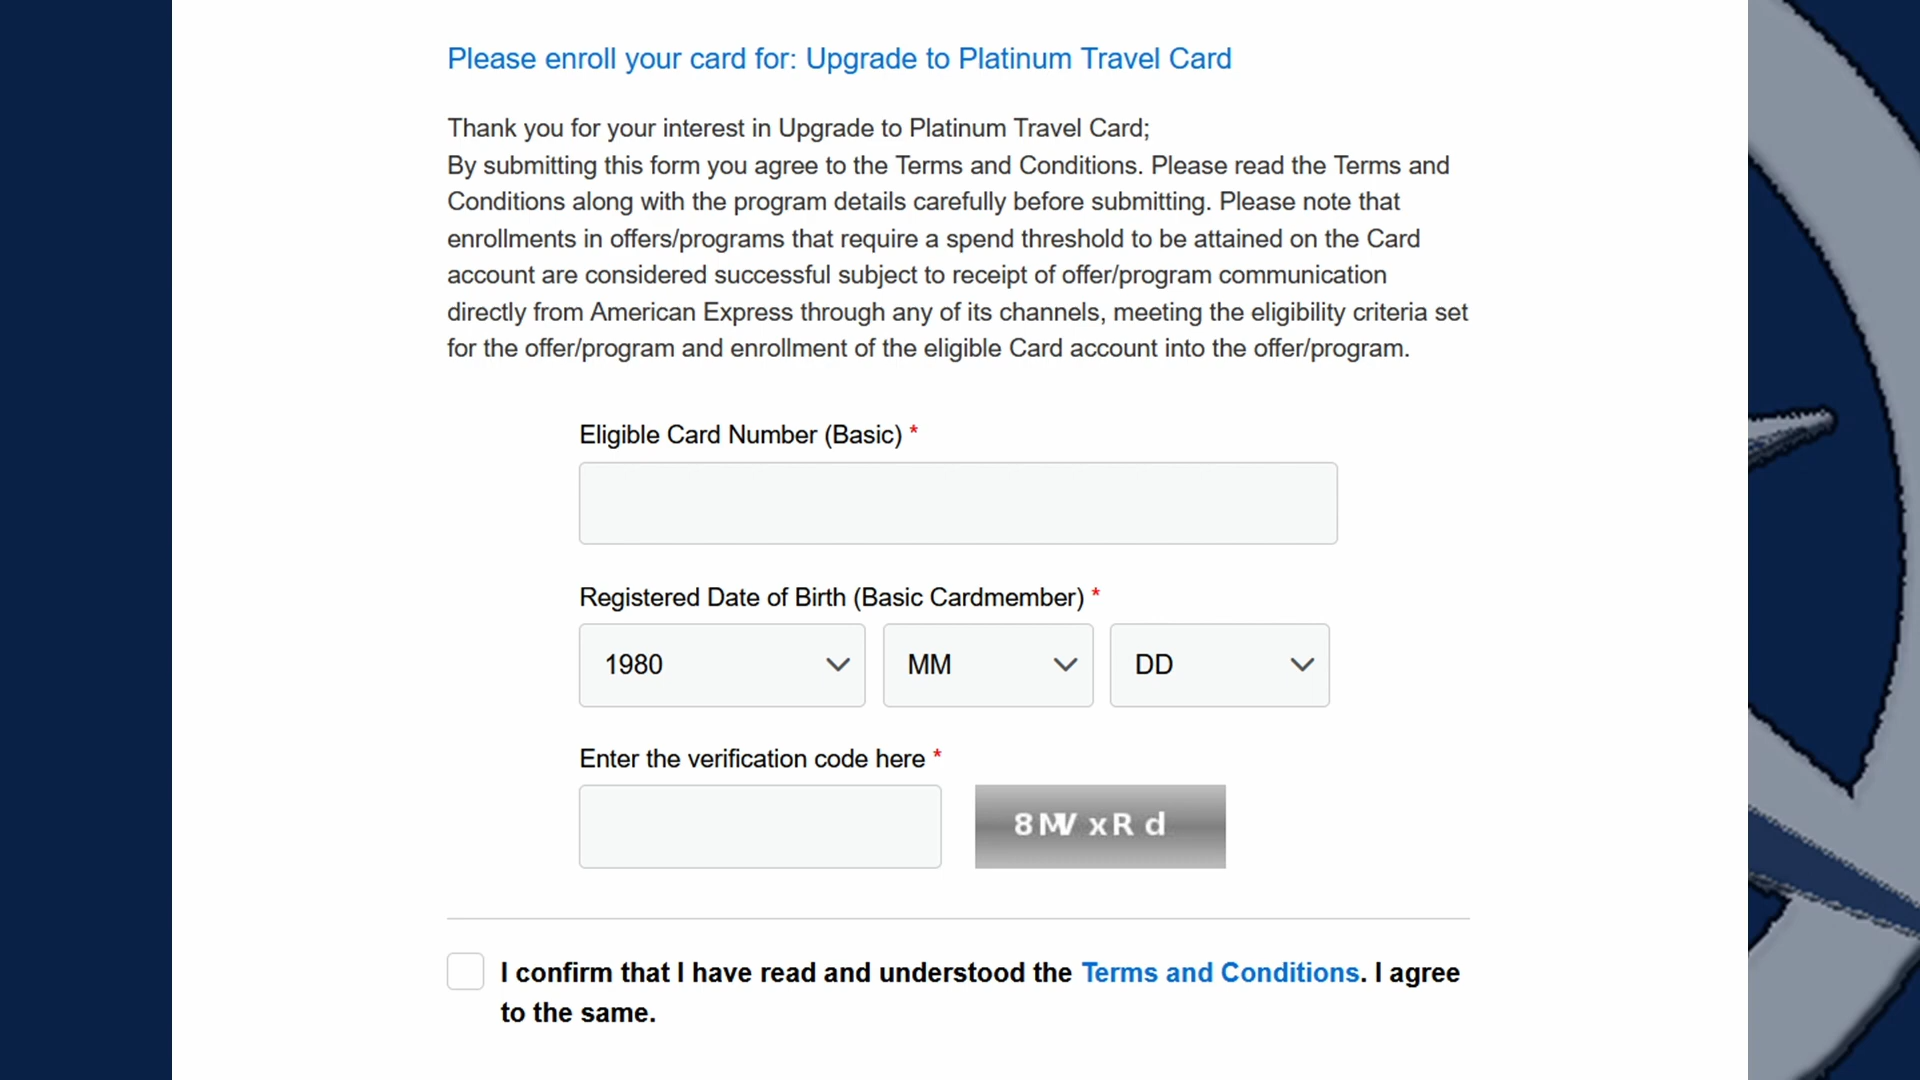 Please enroll your card for: Upgrade to Platinum Travel Card
Thank you for your interest in Upgrade to Platinum Travel Card;
By submitting this form you agree to the Terms and Conditions. Please read the Terms and
Conditions along with the program details carefully before submitting. Please note that
enrollments in offers/programs that require a spend threshold to be attained on the Card
account are considered successful subject to receipt of offer/program communication
directly from American Express through any of its channels, meeting the eligibility criteria set
for the offer/program and enrollment of the eligible Card account into the offer/program.
Eligible Card Number (Basic) *
Registered Date of Birth (Basic Cardmember) *
1980 MM DD
Enter the verification code here *
8MV xR d
I confirm that I have read and understood the Terms and Conditions. I agree
to the same.